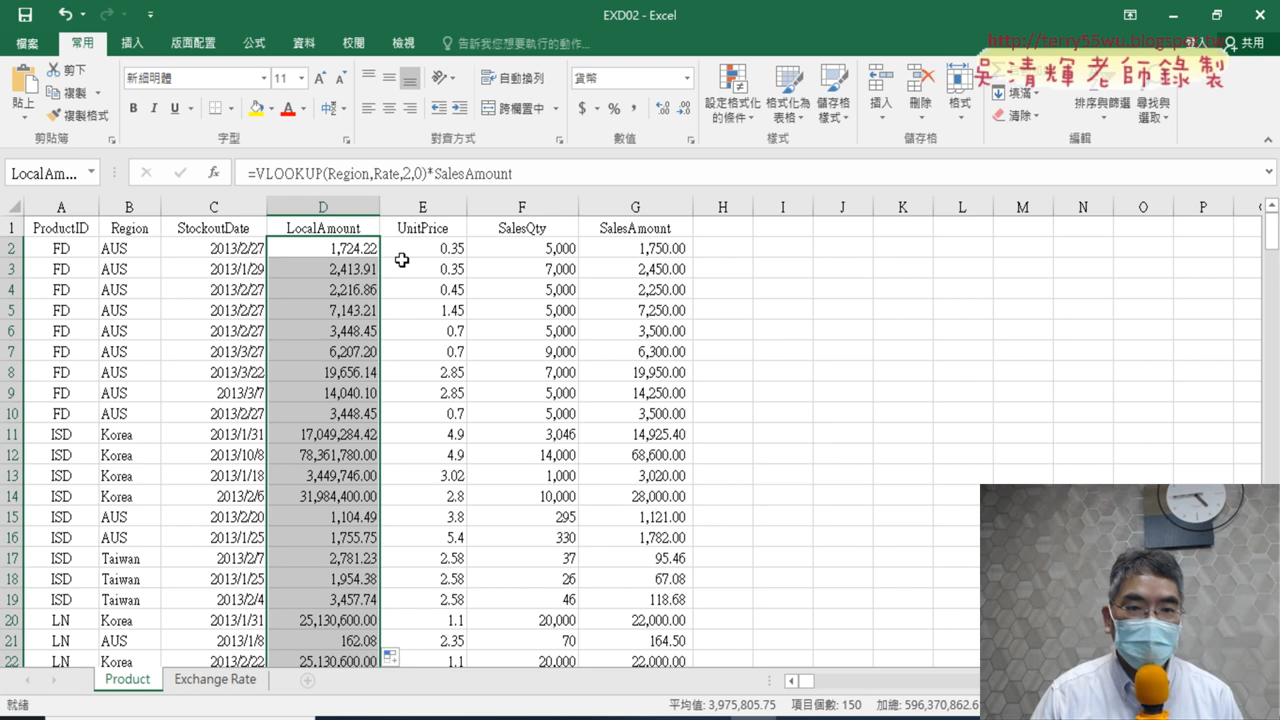 EXD02 - Excel
http://terry55wu.blogspot.tw
共用
吳清輝老師錄製
檔案 常用 插入 版面配置 公式 資料 校閱 檢視 告訴我您想要執行的動作...
貼上 剪下 複製 複製格式 剪貼簿
新細明體 11 B I U 中 字型
自動換列 跨欄置中 對齊方式
貨幣 $ % , 數值
設定格式化的條件 格式化為表格 儲存格樣式 樣式
插入 刪除 格式 儲存格
填滿 清除 排序與篩選 尋找與選取 編輯
LocalAm... fx =VLOOKUP(Region,Rate,2,0)*SalesAmount
A B C D E F G H I J K L M N O P
1 ProductID Region StockoutDate LocalAmount UnitPrice SalesQty SalesAmount
2 FD AUS 2013/2/27 1,724.22 0.35 5,000 1,750.00
3 FD AUS 2013/1/29 2,413.91 0.35 7,000 2,450.00
4 FD AUS 2013/2/27 2,216.86 0.45 5,000 2,250.00
5 FD AUS 2013/2/27 7,143.21 1.45 5,000 7,250.00
6 FD AUS 2013/2/27 3,448.45 0.7 5,000 3,500.00
7 FD AUS 2013/3/27 6,207.20 0.7 9,000 6,300.00
8 FD AUS 2013/3/22 19,656.14 2.85 7,000 19,950.00
9 FD AUS 2013/3/7 14,040.10 2.85 5,000 14,250.00
10 FD AUS 2013/2/27 3,448.45 0.7 5,000 3,500.00
11 ISD Korea 2013/1/31 17,049,284.42 4.9 3,046 14,925.40
12 ISD Korea 2013/10/8 78,361,780.00 4.9 14,000 68,600.00
13 ISD Korea 2013/1/18 3,449,746.00 3.02 1,000 3,020.00
14 ISD Korea 2013/2/6 31,984,400.00 2.8 10,000 28,000.00
15 ISD AUS 2013/2/20 1,104.49 3.8 295 1,121.00
16 ISD AUS 2013/1/25 1,755.75 5.4 330 1,782.00
17 ISD Taiwan 2013/2/7 2,781.23 2.58 37 95.46
18 ISD Taiwan 2013/1/25 1,954.38 2.58 26 67.08
19 ISD Taiwan 2013/2/4 3,457.74 2.58 46 118.68
20 LN Korea 2013/1/31 25,130,600.00 1.1 20,000 22,000.00
21 LN AUS 2013/1/8 162.08 2.35 70 164.50
22 LN Korea 2013/2/22 25,130,600.00 1.1 20,000 22,000.00
Product Exchange Rate
就緒 平均值: 3,975,805.75 項目個數: 150 加總: 596,370,862.6